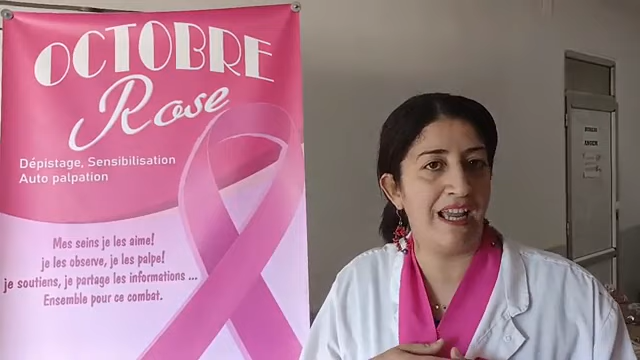 OCTOBRE
Rose
Dépistage, Sensibilisation
Auto palpation
Mes seins je les aime!
je les observe, je les palpe!
je soutiens, je partage les informations ...
Ensemble pour ce combat.